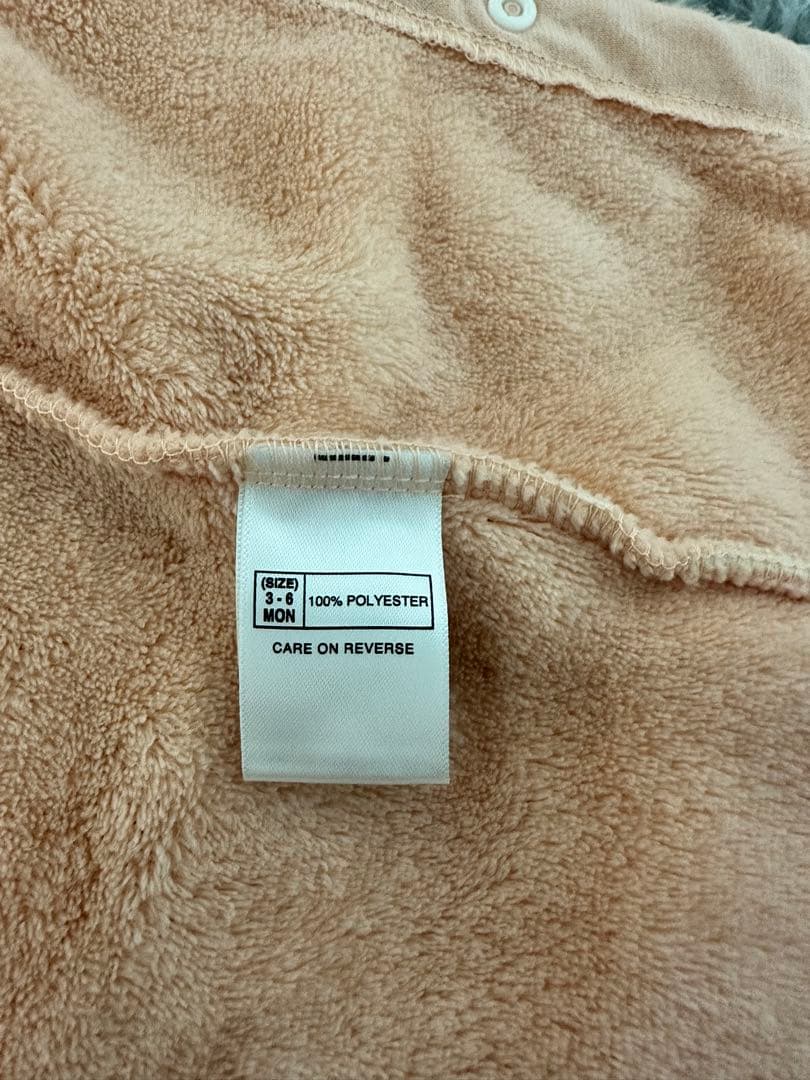 (SIZE)
3 - 6
MON
100% POLYESTER
CARE ON REVERSE